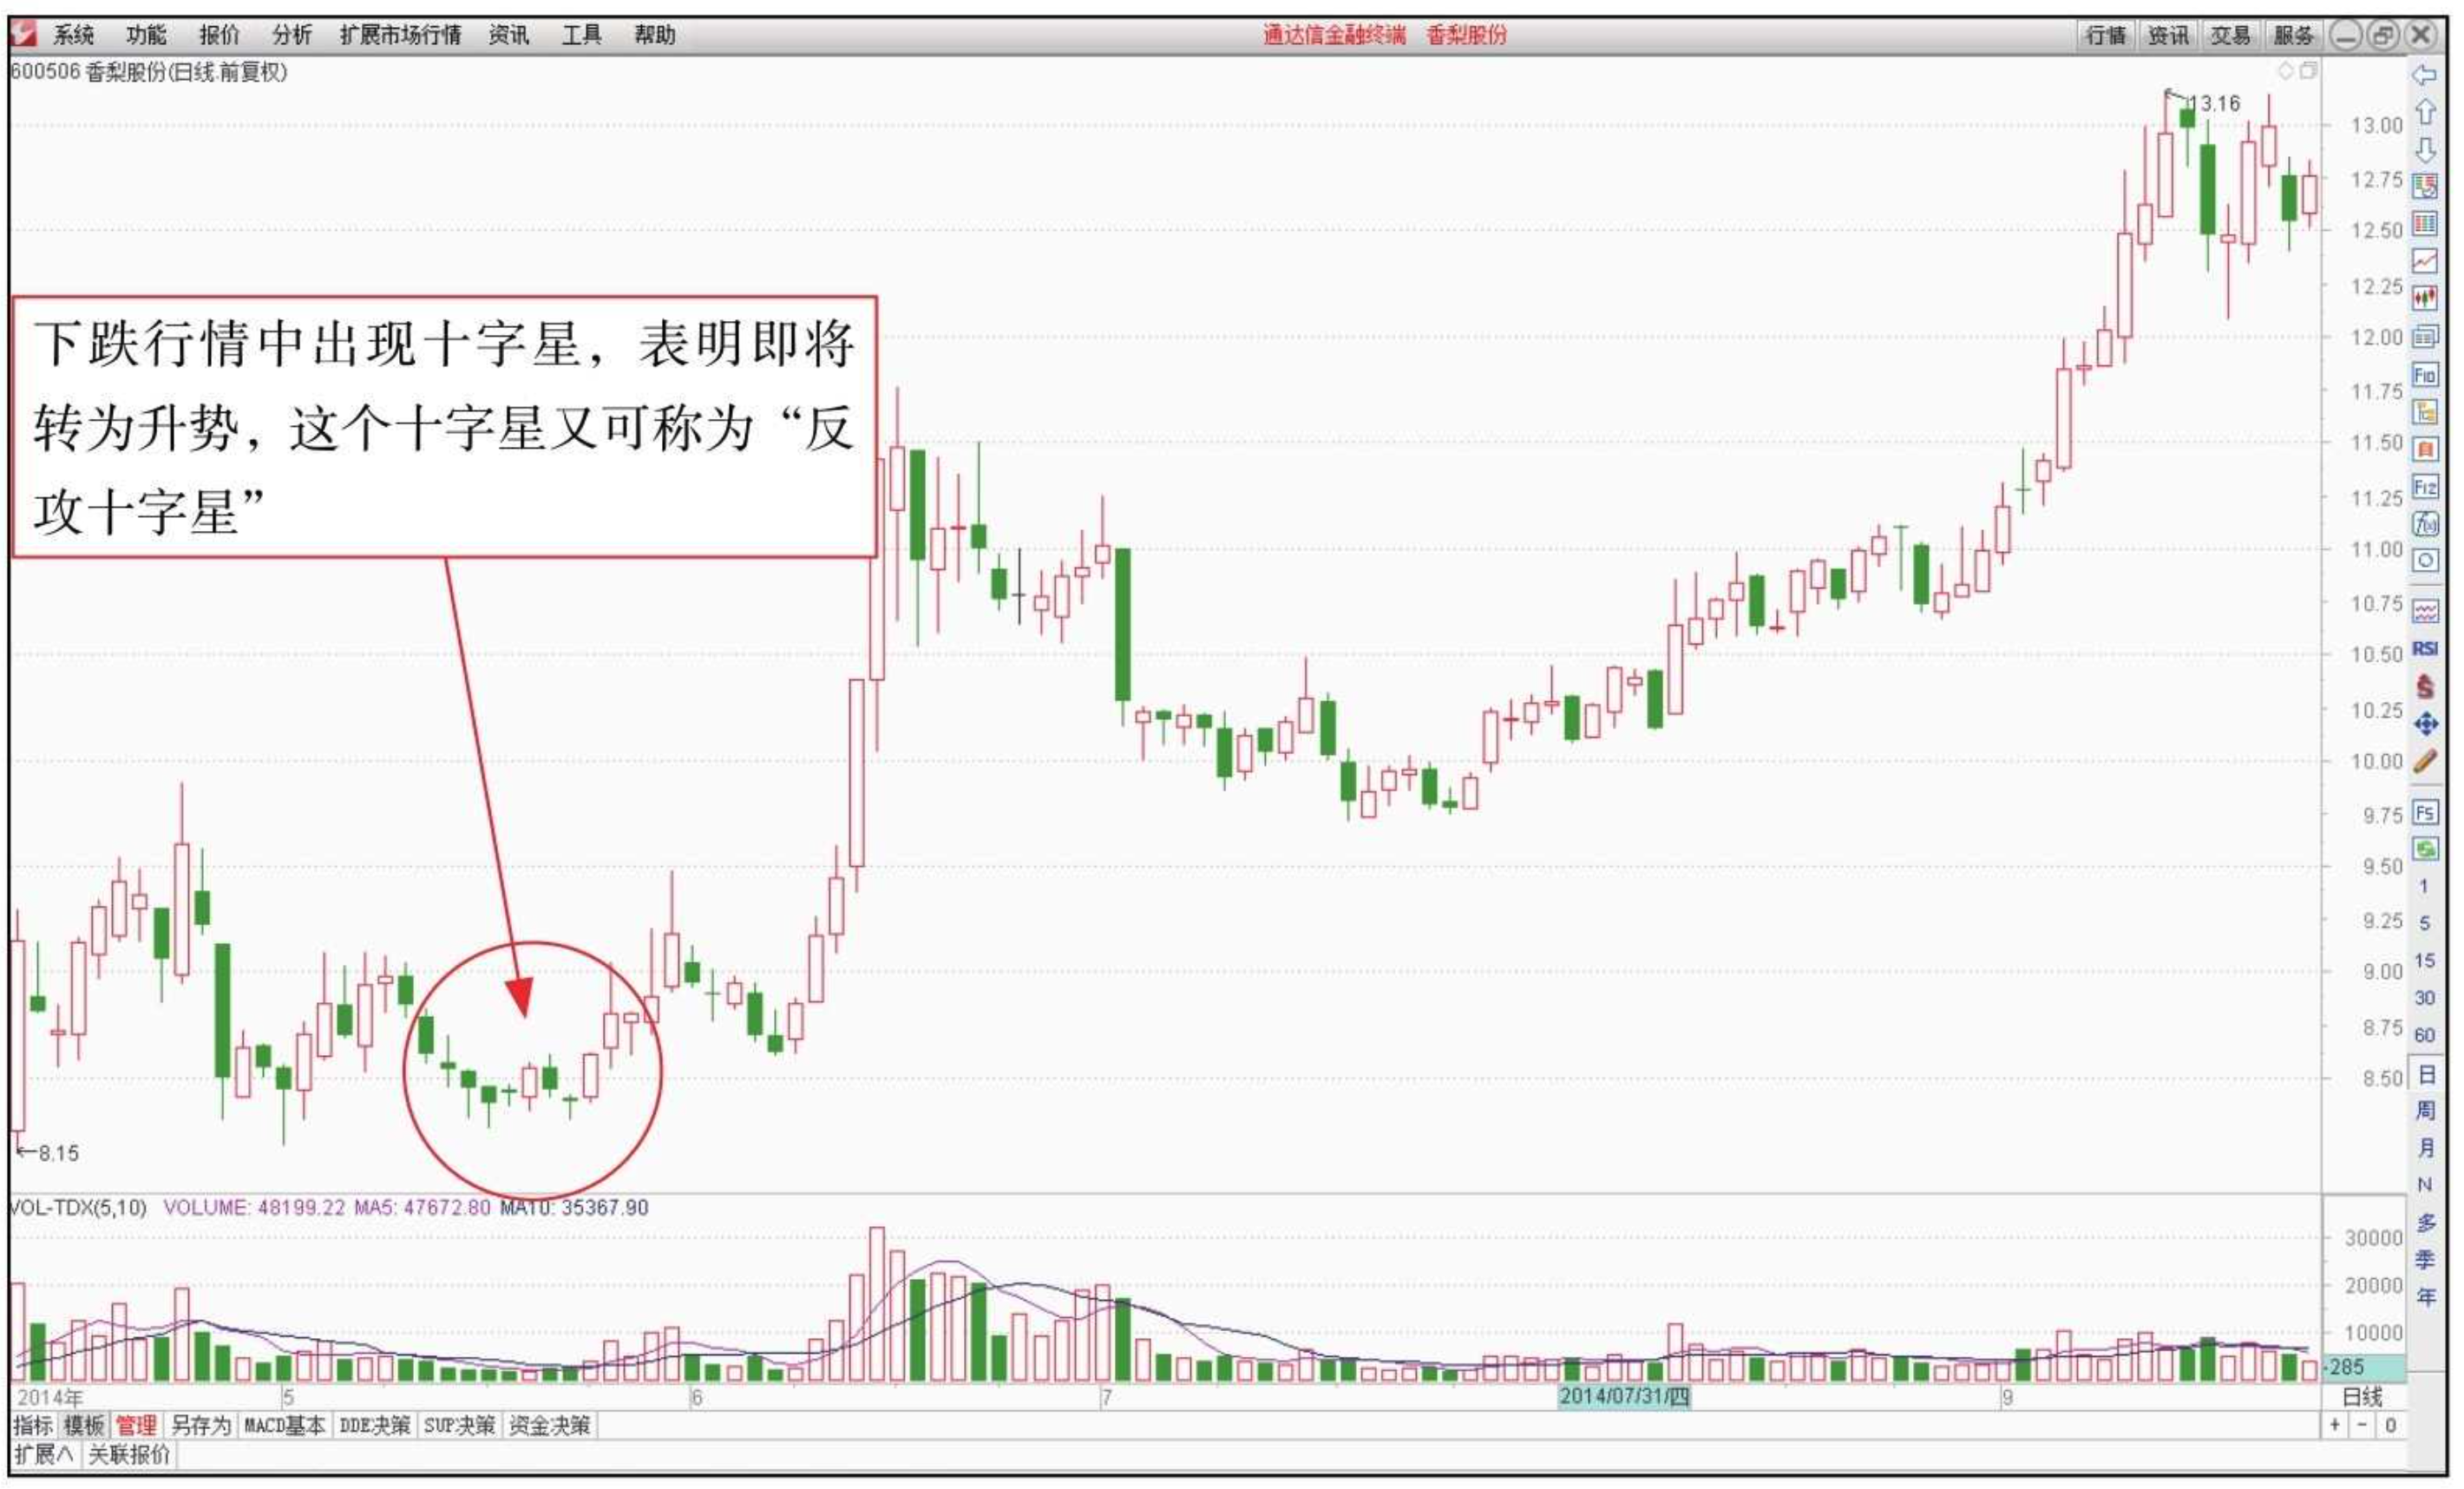 系统 功能 报价 分析 扩展市场行情 资讯 工具 帮助 通达信金融终端 香梨股份 行情 资讯 交易 服务
600506 香梨股份(日线.前复权)
13.16
13.00
12.75
12.50
12.25
12.00
11.75
11.50
11.25
11.00
10.75
10.50
10.25
10.00
9.75
9.50
9.25
9.00
8.75
8.50
下跌行情中出现十字星，表明即将
转为升势，这个十字星又可称为“反
攻十字星”
8.15
VOL-TDX(5,10) VOLUME: 48199.22 MA5: 47672.80 MA10: 35367.90
30000
20000
10000
-285
2014年 5 6 7 2014/07/31/四 9 日线
指标 模板 管理 另存为 MACD基本 DDE决策 SUP决策 资金决策 + - 0
扩展∧ 关联报价
F10
自
F12
f(x)
RSI
$
F5
1
5
15
30
60
日
周
月
N
多
季
年